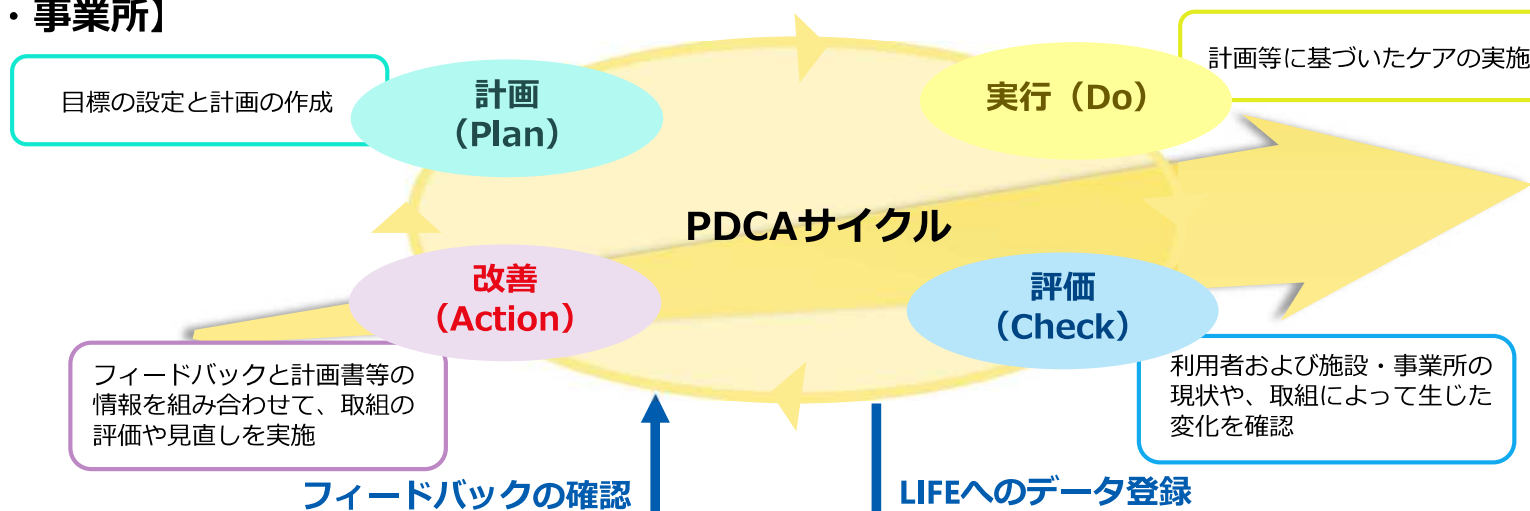 ・事業所】
目標の設定と計画の作成
計画
（Plan）
実行（Do）
計画等に基づいたケアの実施
PDCAサイクル
改善
（Action）
評価
（Check）
フィードバックと計画書等の
情報を組み合わせて、取組の
評価や見直しを実施
利用者および施設・事業所の
現状や、取組によって生じた
変化を確認
フィードバックの確認
LIFEへのデータ登録